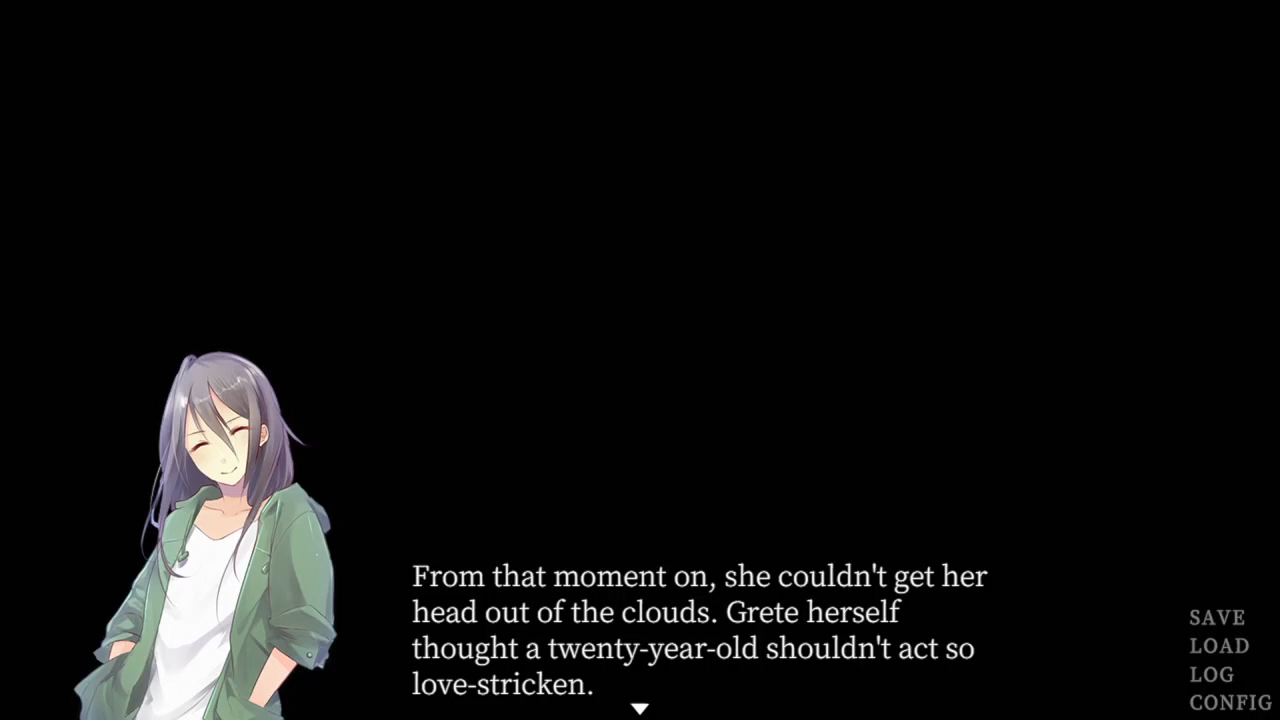 From that moment on, she couldn't get her
head out of the clouds. Grete herself
thought a twenty-year-old shouldn't act so
love-stricken.
SAVE
LOAD
LOG
CONFIG